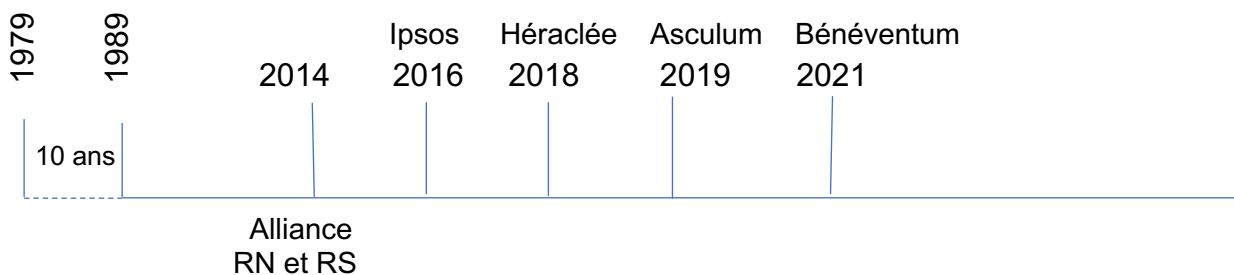 1979
1989
Ipsos Héraclée Asculum Bénéventum
2014 2016 2018 2019 2021
10 ans
Alliance
RN et RS